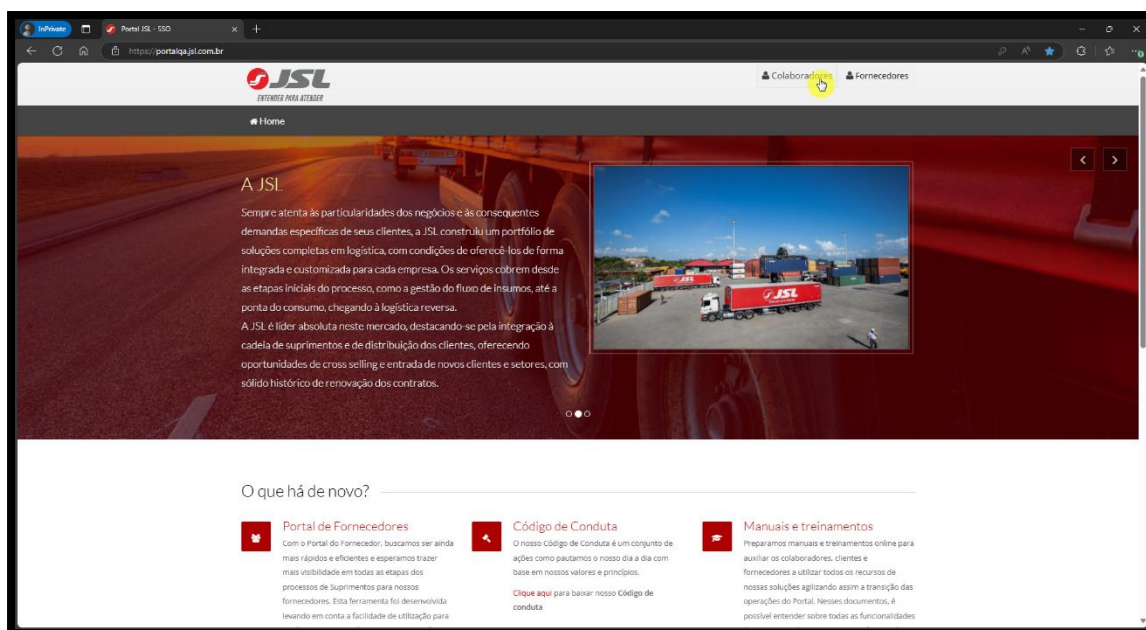 InPrivate
Portal JSL - SSO
https://portalqa.jsl.com.br
JSL
ENTENDER PARA ATENDER
Colaboradores
Fornecedores
Home
A JSL
Sempre atenta às particularidades dos negócios e às consequentes
demandas específicas de seus clientes, a JSL construiu um portfólio de
soluções completas em logística, com condições de oferecê-los de forma
integrada e customizada para cada empresa. Os serviços cobrem desde
as etapas iniciais do processo, como a gestão do fluxo de insumos, até a
ponta do consumo, chegando à logística reversa.
A JSL é líder absoluta neste mercado, destacando-se pela integração à
cadeia de suprimentos e de distribuição dos clientes, oferecendo
oportunidades de cross selling e entrada de novos clientes e setores, com
sólido histórico de renovação dos contratos.
JSL
JSL
O que há de novo?
Portal de Fornecedores
Com o Portal do Fornecedor, buscamos ser ainda
mais rápidos e eficientes e esperamos trazer
mais visibilidade em todas as etapas dos
processos de Suprimentos para nossos
fornecedores. Esta ferramenta foi desenvolvida
levando em conta a facilidade de utilização para
Código de Conduta
O nosso Código de Conduta é um conjunto de
ações como pautamos o nosso dia a dia com
base em nossos valores e princípios.
Clique aqui para baixar nosso Código de
conduta
Manuais e treinamentos
Preparamos manuais e treinamentos online para
auxiliar os colaboradores, clientes e
fornecedores a utilizar todos os recursos de
nossas soluções agilizando assim a transição das
operações do Portal. Nesses documentos, é
possível entender sobre todas as funcionalidades